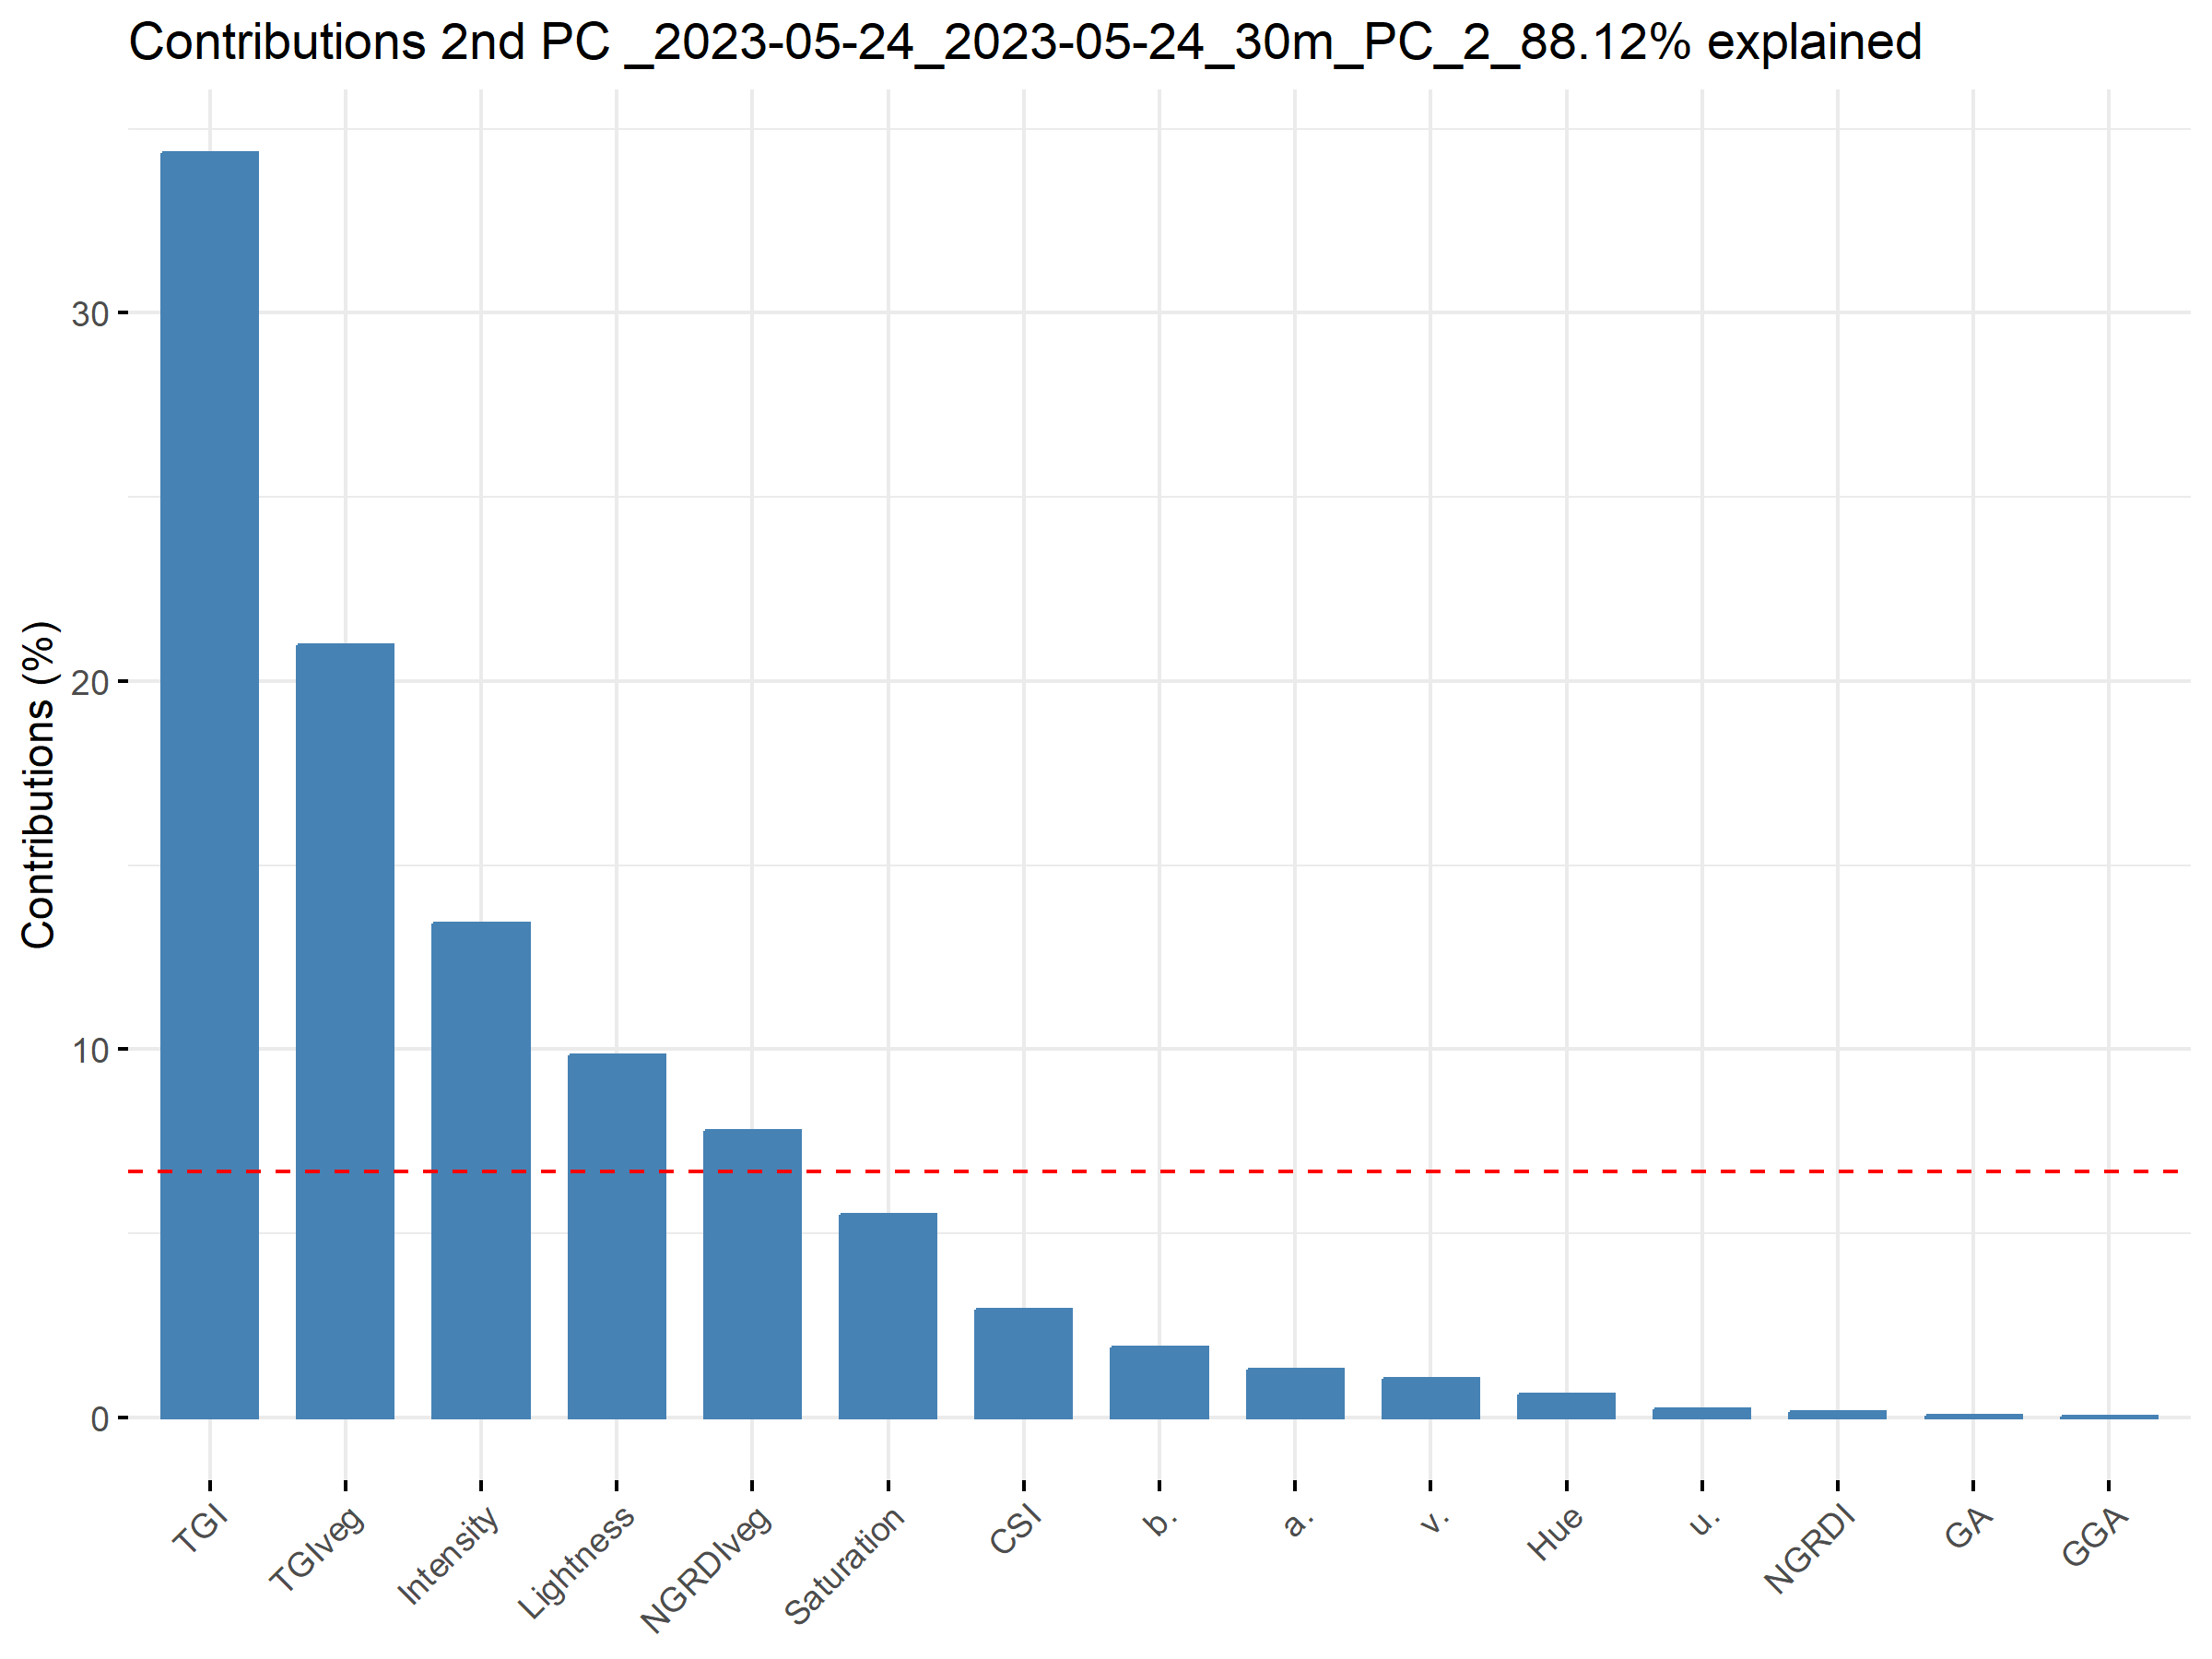 Contributions 2nd PC _2023-05-24_2023-05-24_30m_PC_2_88.12% explained
Contributions (%)
30
20
10
0
TGI
TGIveg
Intensity
Lightness
NGRDIveg
Saturation
CSI
b.
a.
v.
Hue
u.
NGRDI
GA
GGA